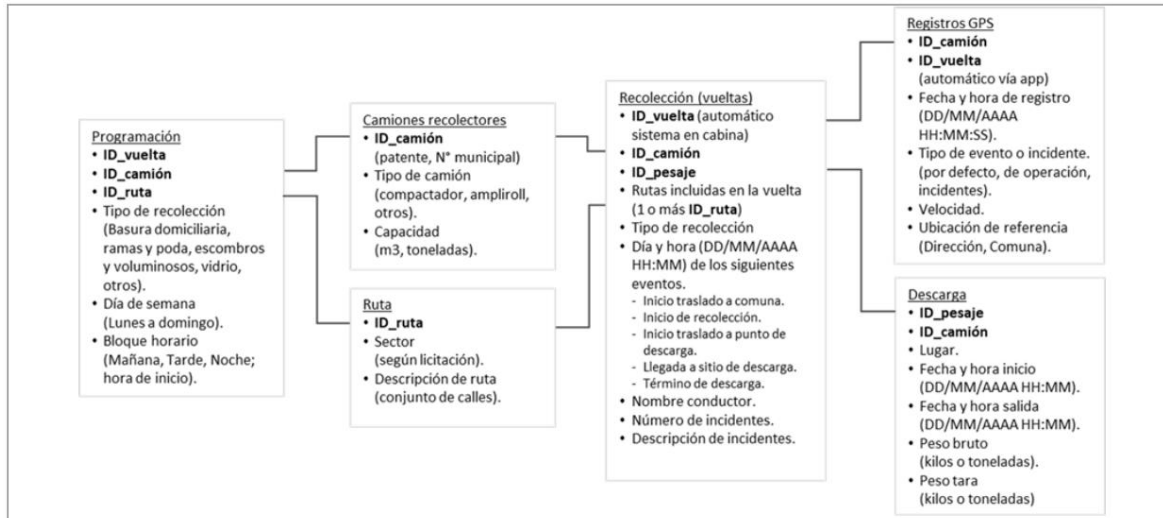 Programación
• ID_vuelta
• ID_camión
• ID_ruta
• Tipo de recolección
(Basura domiciliaria,
ramas y poda, escombros
y voluminosos, vidrio,
otros).
• Día de semana
(Lunes a domingo).
• Bloque horario
(Mañana, Tarde, Noche;
hora de inicio).
Camiones recolectores
• ID_camión
(patente, N° municipal)
• Tipo de camión
(compactador, ampliroll,
otros).
• Capacidad
(m3, toneladas).
Ruta
• ID_ruta
• Sector
(según licitación).
• Descripción de ruta
(conjunto de calles).
Recolección (vueltas)
• ID_vuelta (automático
sistema en cabina)
• ID_camión
• ID_pesaje
• Rutas incluidas en la vuelta
(1 o más ID_ruta)
• Tipo de recolección
• Día y hora (DD/MM/AAAA
HH:MM) de los siguientes
eventos.
- Inicio traslado a comuna.
- Inicio de recolección.
- Inicio traslado a punto de
descarga.
- Llegada a sitio de descarga.
- Término de descarga.
• Nombre conductor.
• Número de incidentes.
• Descripción de incidentes.
Registros GPS
• ID_camión
• ID_vuelta
(automático vía app)
• Fecha y hora de registro
(DD/MM/AAAA
HH:MM:SS).
• Tipo de evento o incidente.
(por defecto, de operación,
incidentes).
• Velocidad.
• Ubicación de referencia
(Dirección, Comuna).
Descarga
• ID_pesaje
• ID_camión
• Lugar.
• Fecha y hora inicio
(DD/MM/AAAA HH:MM).
• Fecha y hora salida
(DD/MM/AAAA HH:MM).
• Peso bruto
(kilos o toneladas).
• Peso tara
(kilos o toneladas)